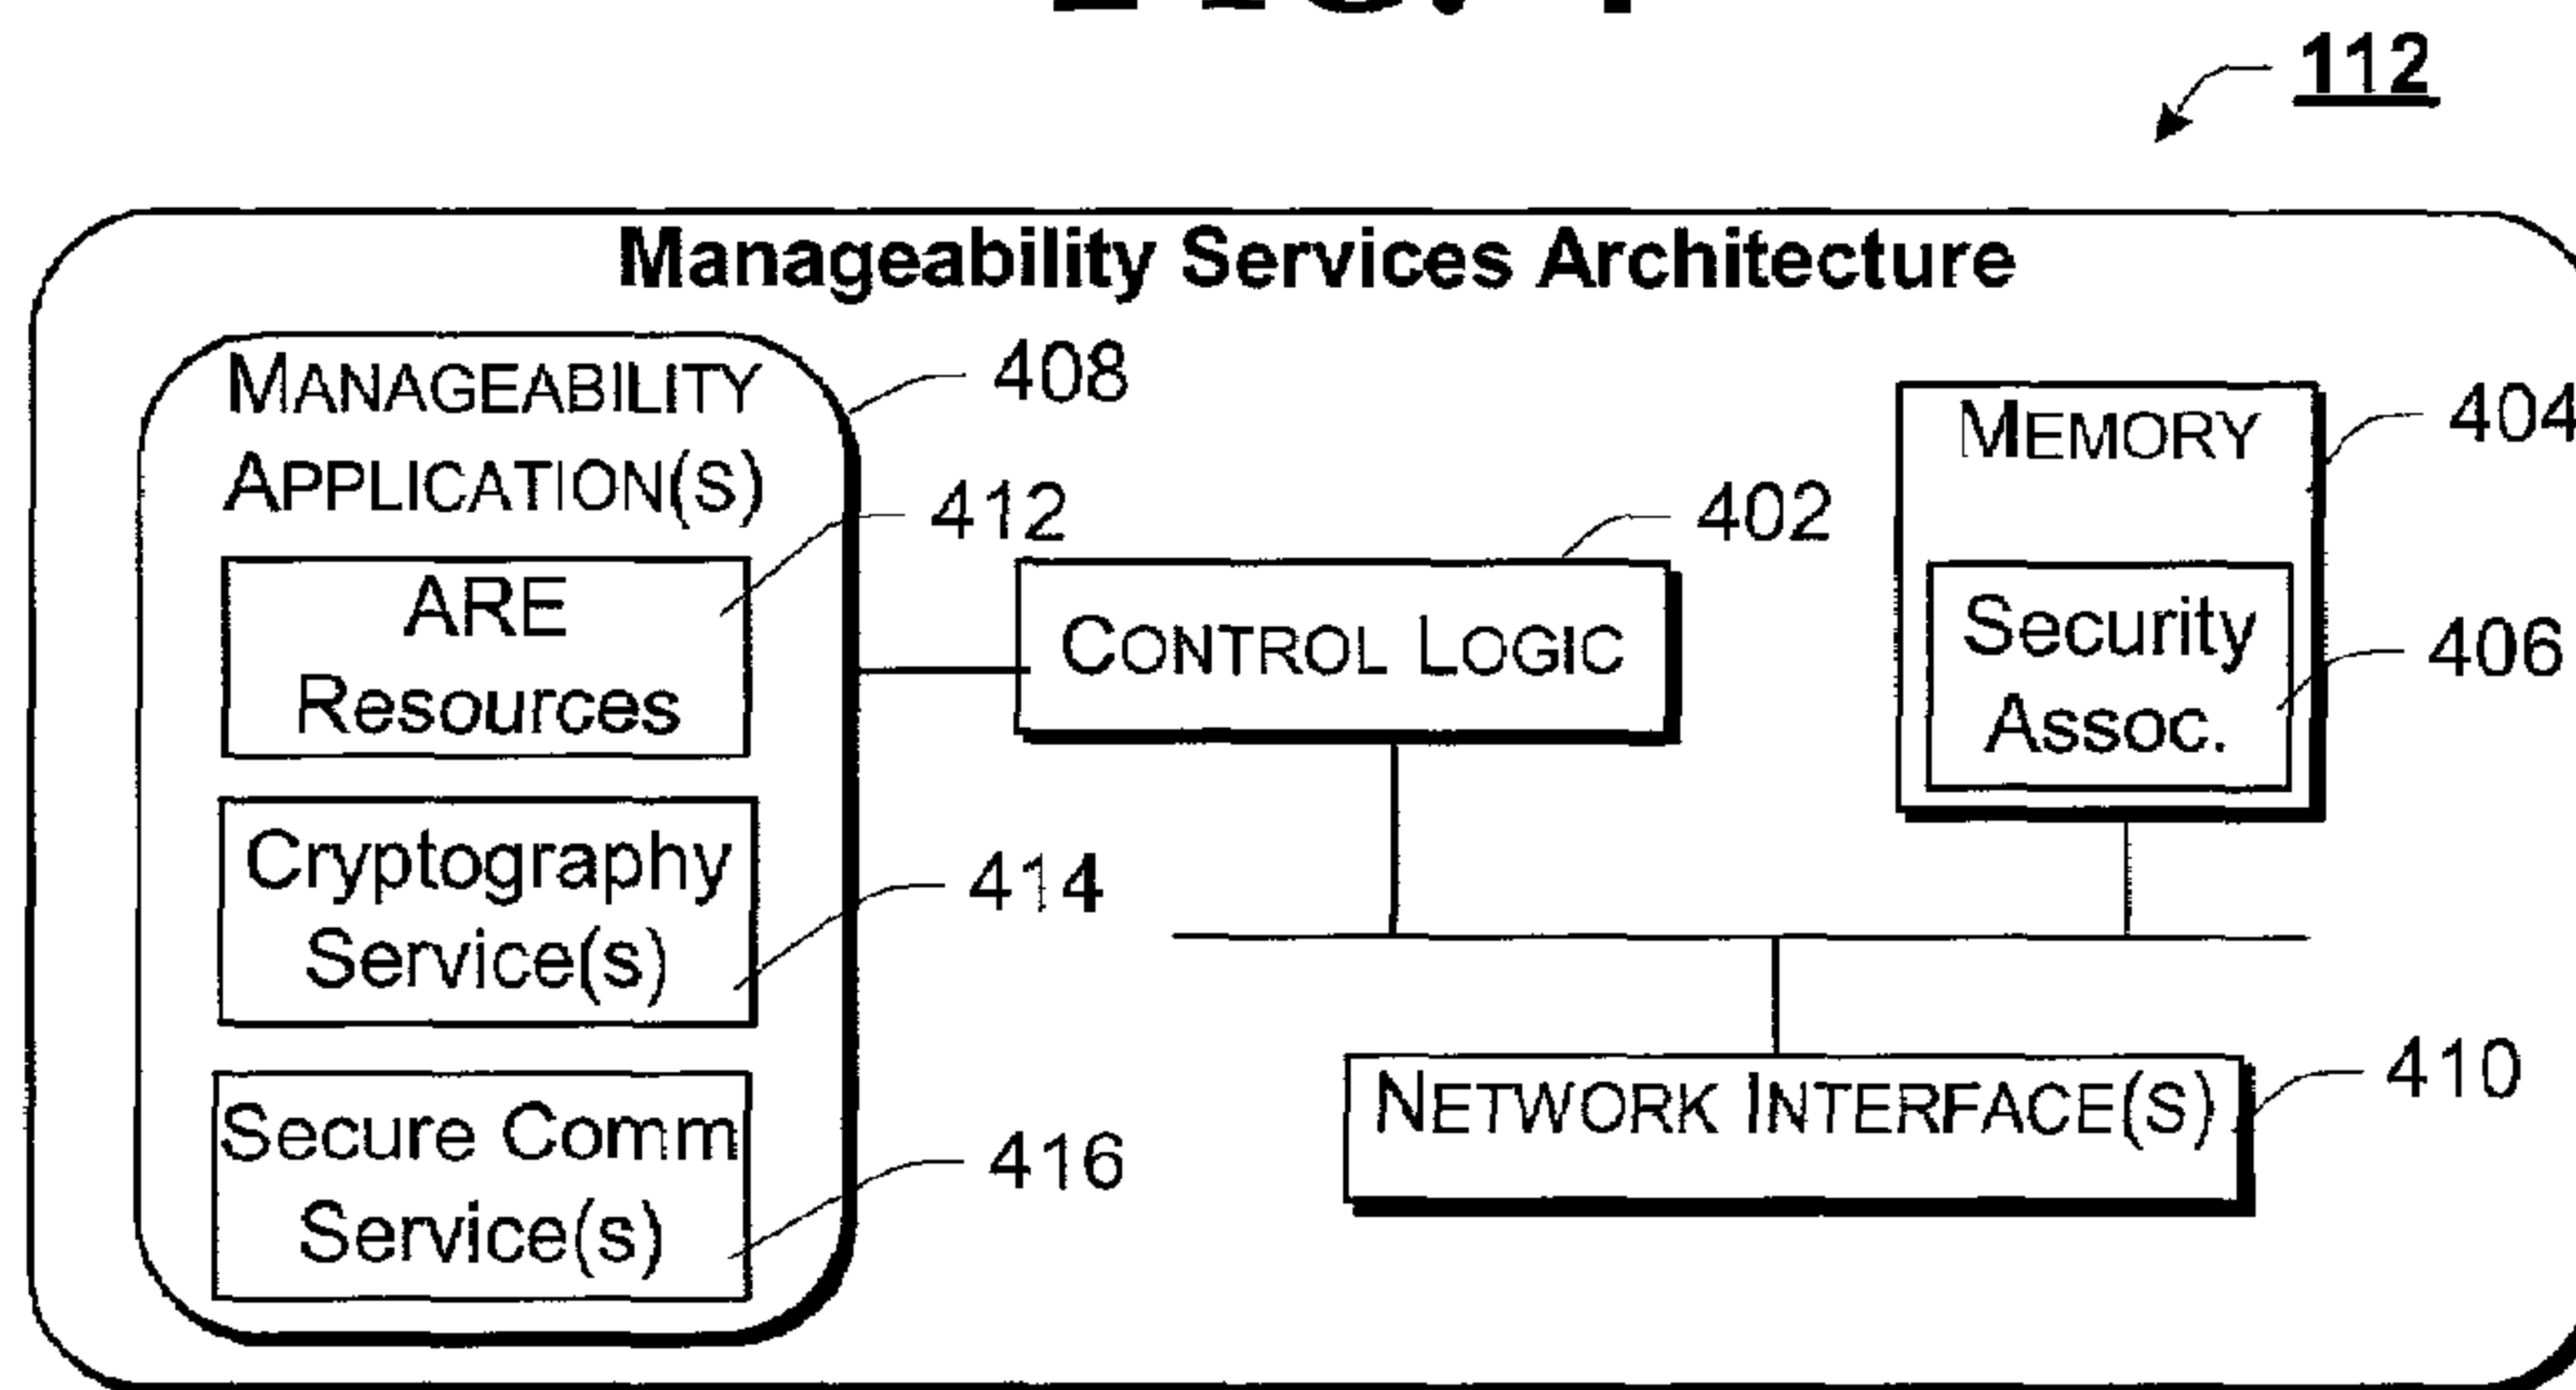 112
Manageability Services Architecture
MANAGEABILITY
APPLICATION(S)
408
412
ARE
Resources
Cryptography
Service(s)
414
Secure Comm
Service(s)
416
402
CONTROL LOGIC
MEMORY
404
Security
Assoc.
406
NETWORK INTERFACE(S)
410